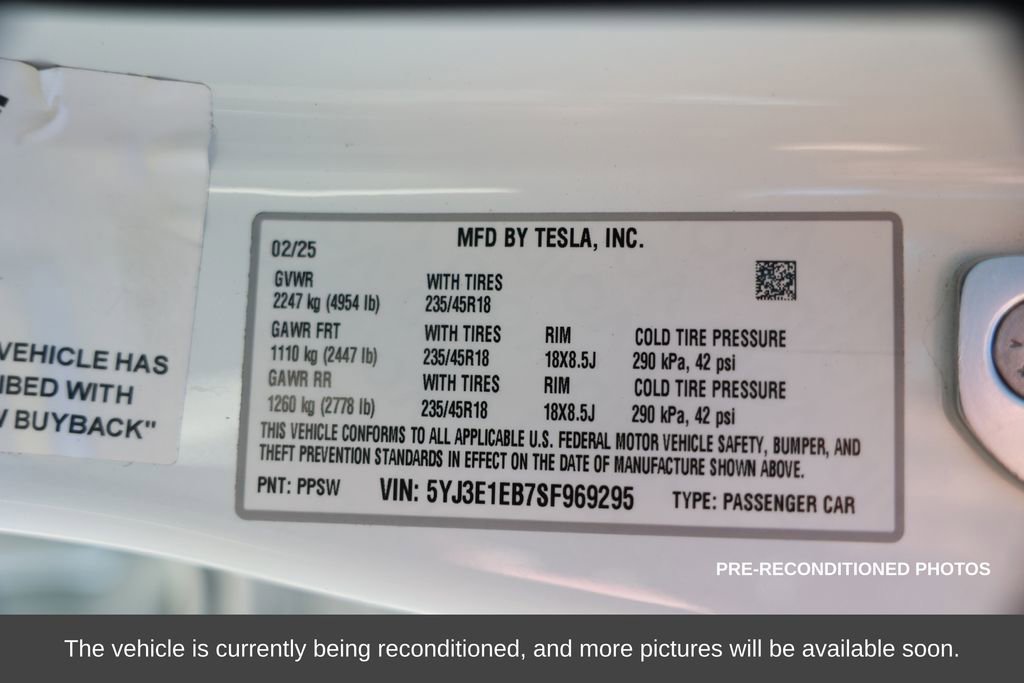 VEHICLE HAS
IBED WITH
BUYBACK"
MFD BY TESLA, INC.
02/25
GVWR WITH TIRES
2247 kg (4954 lb) 235/45R18
GAWR FRT WITH TIRES RIM COLD TIRE PRESSURE
1110 kg (2447 lb) 235/45R18 18X8.5J 290 kPa, 42 psi
GAWR RR WITH TIRES RIM COLD TIRE PRESSURE
1260 kg (2778 lb) 235/45R18 18X8.5J 290 kPa, 42 psi
THIS VEHICLE CONFORMS TO ALL APPLICABLE U.S. FEDERAL MOTOR VEHICLE SAFETY, BUMPER, AND
THEFT PREVENTION STANDARDS IN EFFECT ON THE DATE OF MANUFACTURE SHOWN ABOVE.
PNT: PPSW VIN: 5YJ3E1EB7SF969295 TYPE: PASSENGER CAR
PRE-RECONDITIONED PHOTOS
The vehicle is currently being reconditioned, and more pictures will be available soon.